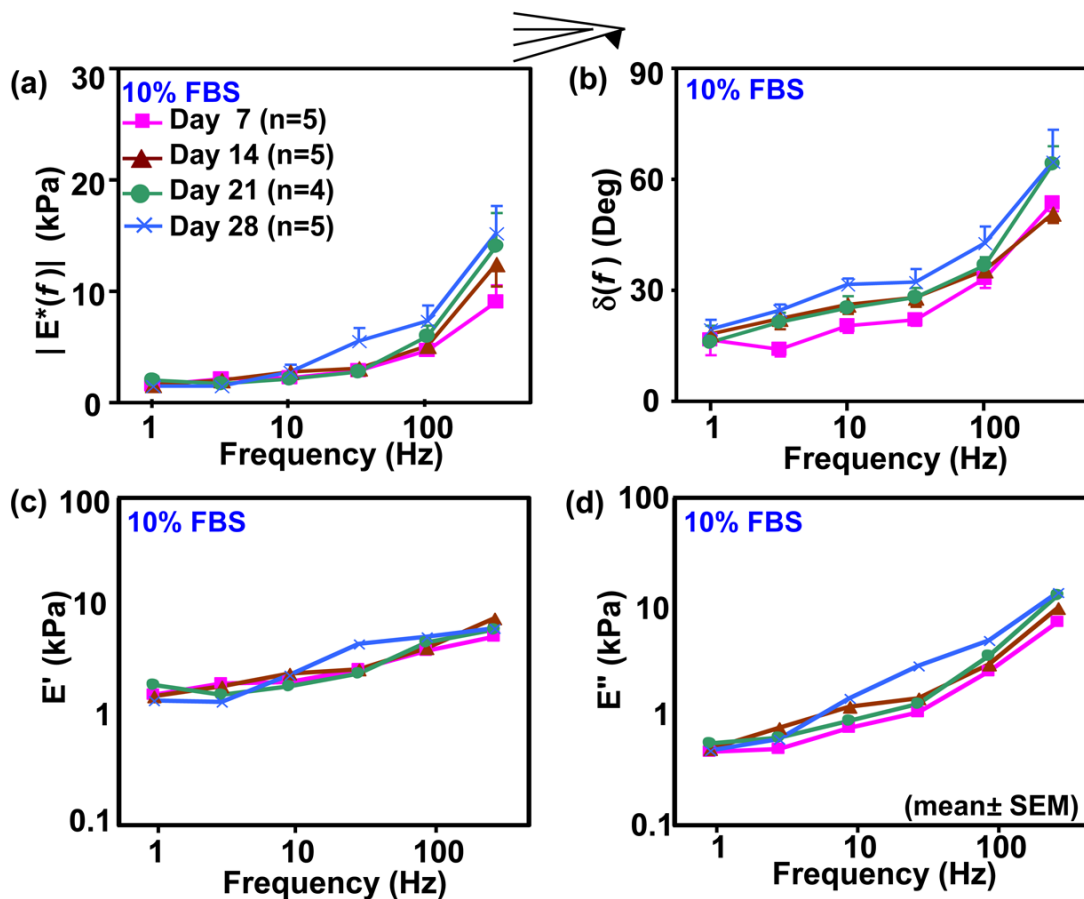 (a)
30
20
10
0
|E*(f)| (kPa)
10% FBS
Day 7 (n=5)
Day 14 (n=5)
Day 21 (n=4)
Day 28 (n=5)
1
10
100
Frequency (Hz)
(b)
90
60
30
0
δ(f) (Deg)
10% FBS
1
10
100
Frequency (Hz)
(c)
100
10
1
0.1
E' (kPa)
10% FBS
1
10
100
Frequency (Hz)
(d)
100
10
1
0.1
E'' (kPa)
10% FBS
(mean± SEM)
1
10
100
Frequency (Hz)